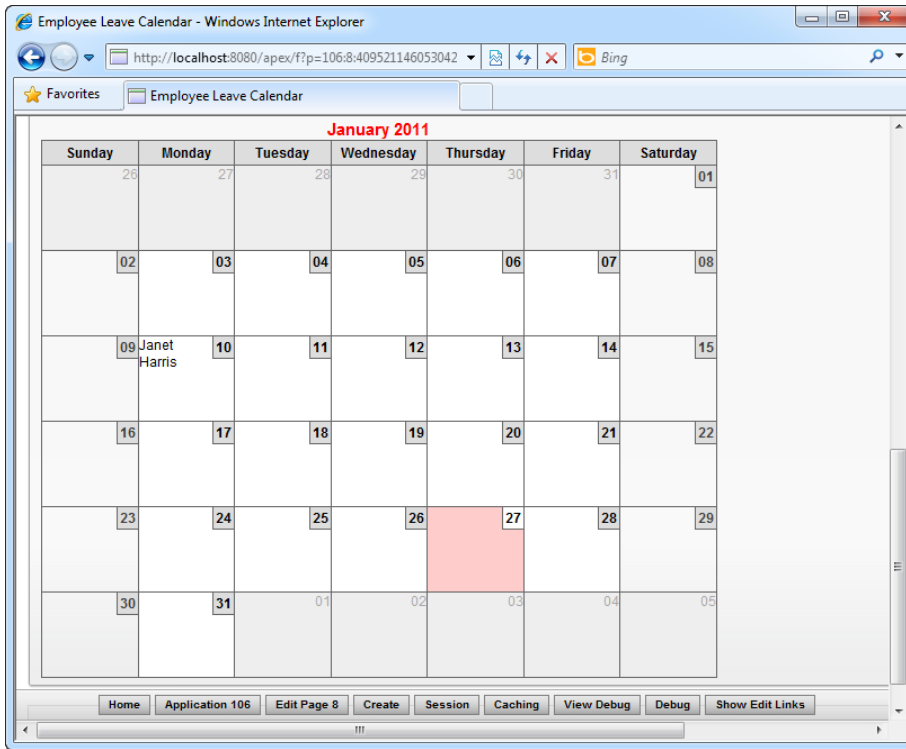 Employee Leave Calendar - Windows Internet Explorer
http://localhost:8080/apex/f?p=106:8:409521146053042
Bing
Favorites
Employee Leave Calendar
January 2011
Sunday Monday Tuesday Wednesday Thursday Friday Saturday
26 27 28 29 30 31 01
02 03 04 05 06 07 08
09 Janet 10 11 12 13 14 15
Harris
16 17 18 19 20 21 22
23 24 25 26 27 28 29
30 31 01 02 03 04 05
Home Application 106 Edit Page 8 Create Session Caching View Debug Debug Show Edit Links